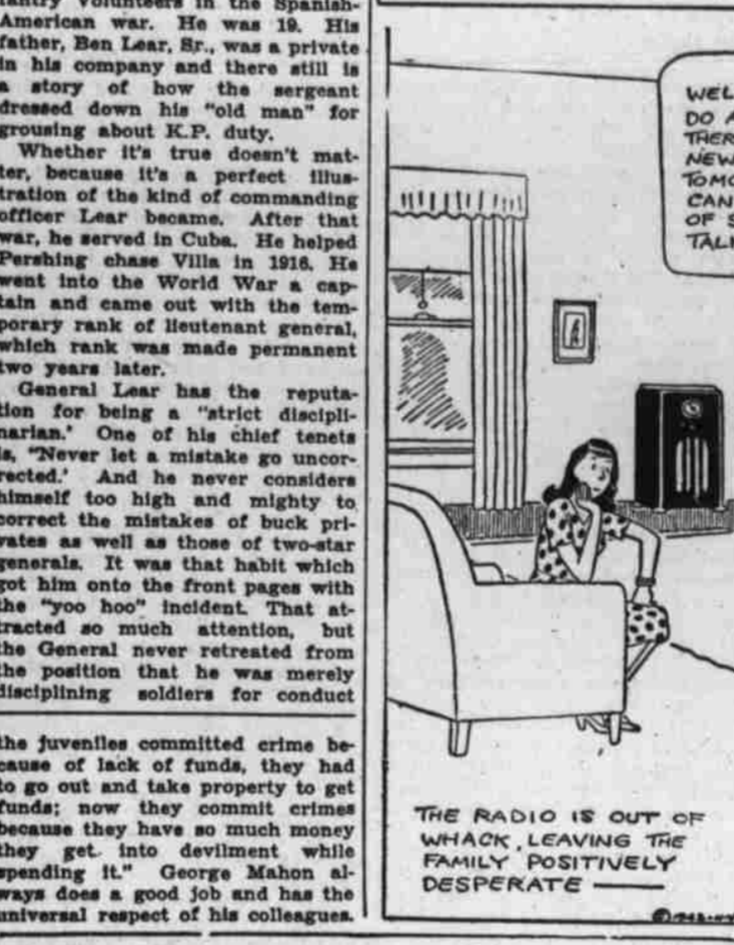 fantry Volunteers in the Spanish-
American war. He was 19. His
father, Ben Lear, Sr., was a private
in his company and there still is
a story of how the sergeant
dressed down his "old man" for
grousing about K.P. duty.
Whether it's true doesn't mat-
ter, because it's a perfect illus-
tration of the kind of commanding
officer Lear became. After that
war, he served in Cuba. He helped
Pershing chase Villa in 1916. He
went into the World War a cap-
tain and came out with the tem-
porary rank of lieutenant general,
which rank was made permanent
two years later.
General Lear has the reputa-
tion for being a "strict discipli-
narian.' One of his chief tenets
is, "Never let a mistake go uncor-
rected.' And he never considers
himself too high and mighty to
correct the mistakes of buck pri-
vates as well as those of two-star
generals. It was that habit which
got him onto the front pages with
the "yoo hoo" incident. That at-
tracted so much attention, but
the General never retreated from
the position that he was merely
disciplining soldiers for conduct
the juveniles committed crime be-
cause of lack of funds, they had
to go out and take property to get
funds; now they commit crimes
because they have so much money
they get into devilment while
spending it." George Mahon al-
ways does a good job and has the
universal respect of his colleagues.
WEL
DO A
THER
NEW
TOMO
CAN
OF S
TALK
THE RADIO IS OUT OF
WHACK, LEAVING THE
FAMILY POSITIVELY
DESPERATE —